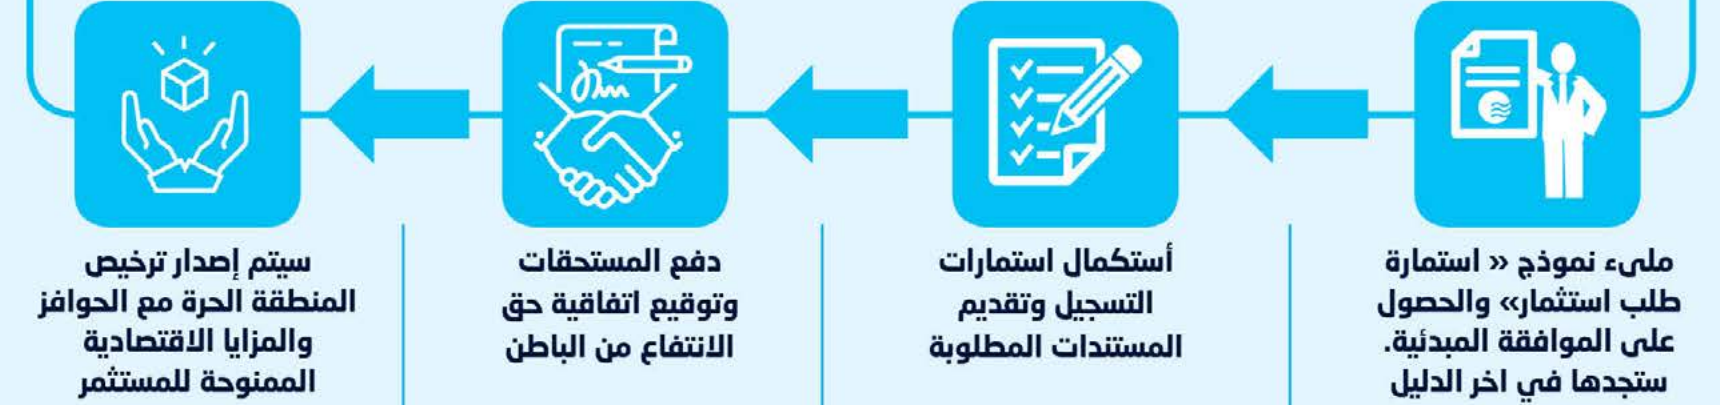 مليء نموذج « استمارة
طلب استثمار» والحصول
على الموافقة المبدئية.
ستجدها في اخر الدليل
أستكمال استمارات
التسجيل وتقديم
المستندات المطلوبة
دفع المستحقات
وتوقيع اتفاقية حق
الانتفاع من الباطن
سيتم إصدار ترخيص
المنطقة الحرة مع الحوافز
والمزايا الاقتصادية
الممنوحة للمستثمر